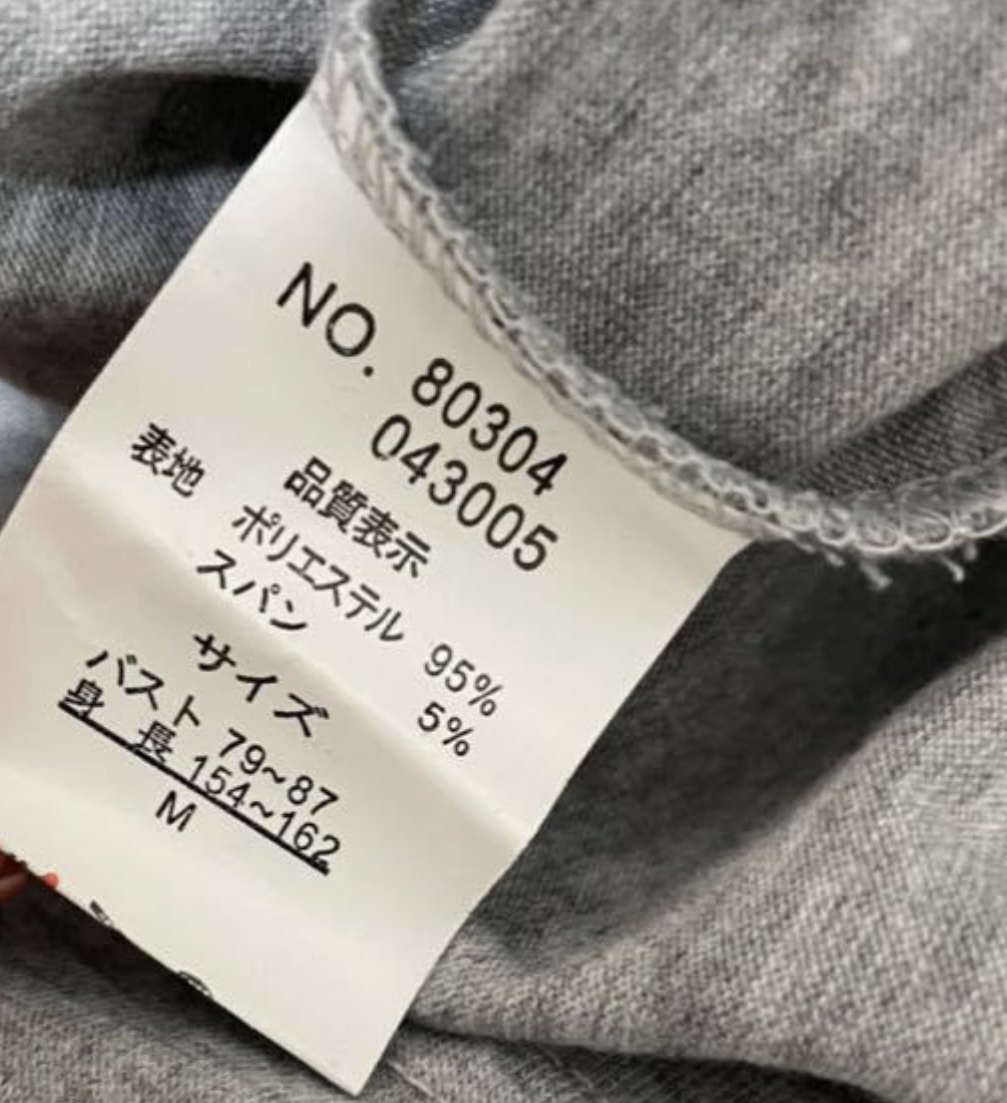 NO. 80304
043005
品質表示
表地 ポリエステル 95%
スパン 5%
サイズ
バスト 79~87
身 長 154~162
M